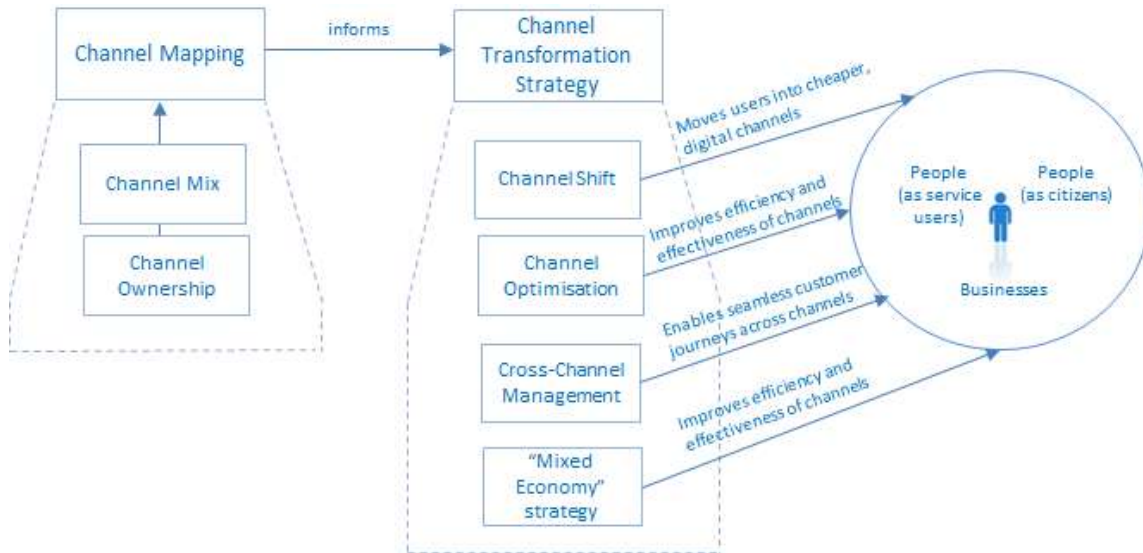 Channel Mapping
informs
Channel
Transformation
Strategy
Channel Mix
Channel
Ownership
Channel Shift
Channel
Optimisation
Cross-Channel
Management
“Mixed
Economy”
strategy
Moves users into cheaper,
digital channels
Improves efficiency and
effectiveness of channels
Enables seamless customer
journeys across channels
Improves efficiency and
effectiveness of channels
People
(as service
users)
People
(as citizens)
Businesses